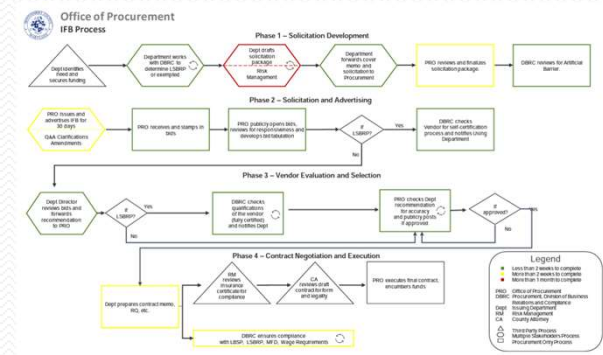 Office of Procurement
IFB Process
Phase 1 – Solicitation Development
Dept identifies
need and
secures funding
Department works
with DBRC to
determine LSBRP
or exempted
Dept drafts
solicitation
package
Risk
Management
Department
forwards cover
memo and
solicitation to
Procurement
PRO reviews and finalizes
solicitation package.
DBRC reviews for Artificial
Barrier.
Phase 2 – Solicitation and Advertising
PRO issues and
advertises IFB for
30 days
Q&A Clarifications
Amendments
PRO receives and stamps in
bids
PRO publicly opens bids,
reviews for responsiveness and
develops bid tabulation
If
LSBRP?
Yes
No
DBRC checks
Vendor for self-certification
process and notifies Using
Department
Phase 3 – Vendor Evaluation and Selection
Dept Director
reviews bids and
forwards
recommendation
to PRO
If
LSBRP?
Yes
No
DBRC checks
qualifications
of the vendor
(fully certified)
and notifies Dept
PRO checks Dept
recommendation
for accuracy
and publicly posts
if approved
If
approved?
Yes
No
Phase 4 – Contract Negotiation and Execution
Dept prepares contract memo,
RQ, etc.
RM
reviews
insurance
certificate for
compliance
CA
reviews draft
contract for form
and legality
PRO executes final contract,
encumbers funds
DBRC ensures compliance
with LBSP, LSBRP, MFD, Wage Requirements
Legend
Less than 2 weeks to complete
More than 2 weeks to complete
More than 1 month to complete
PRO Office of Procurement
DBRC Procurement, Division of Business
Relations and Compliance
Dept Issuing Department
RM Risk Management
CA County Attorney
Third Party Process
Multiple Stakeholders Process
Procurement Only Process